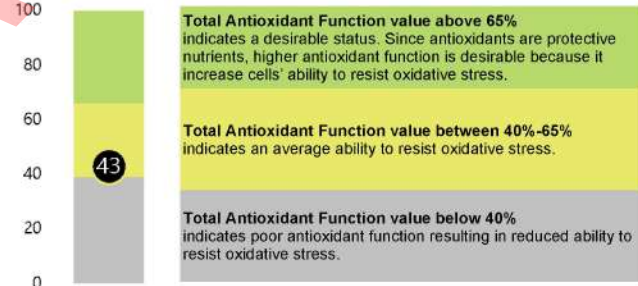 100
80
60
40
20
0
43
Total Antioxidant Function value above 65%
indicates a desirable status. Since antioxidants are protective
nutrients, higher antioxidant function is desirable because it
increase cells' ability to resist oxidative stress.
Total Antioxidant Function value between 40%-65%
indicates an average ability to resist oxidative stress.
Total Antioxidant Function value below 40%
indicates poor antioxidant function resulting in reduced ability to
resist oxidative stress.